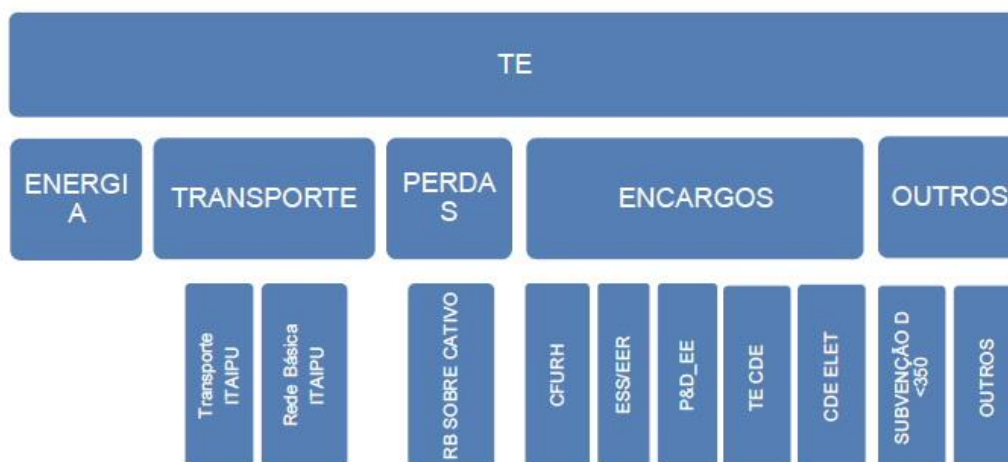 TE
ENERGI
A
TRANSPORTE
PERDA
S
ENCARGOS
OUTROS
Transporte
ITAIPU
Rede Básica
ITAIPU
RB SOBRE CATIVO
CFURH
ESS/EER
P&D_EE
TE CDE
CDE ELET
SUBVENÇÃO D
<350
OUTROS